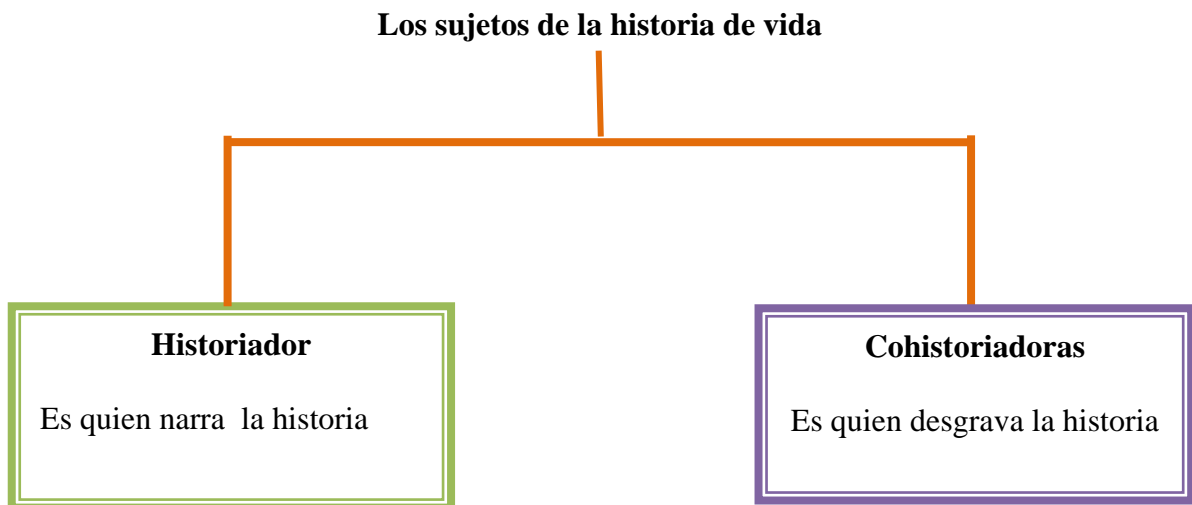 Los sujetos de la historia de vida
Historiador
Es quien narra  la historia
Cohistoriadoras
Es quien desgrava la historia